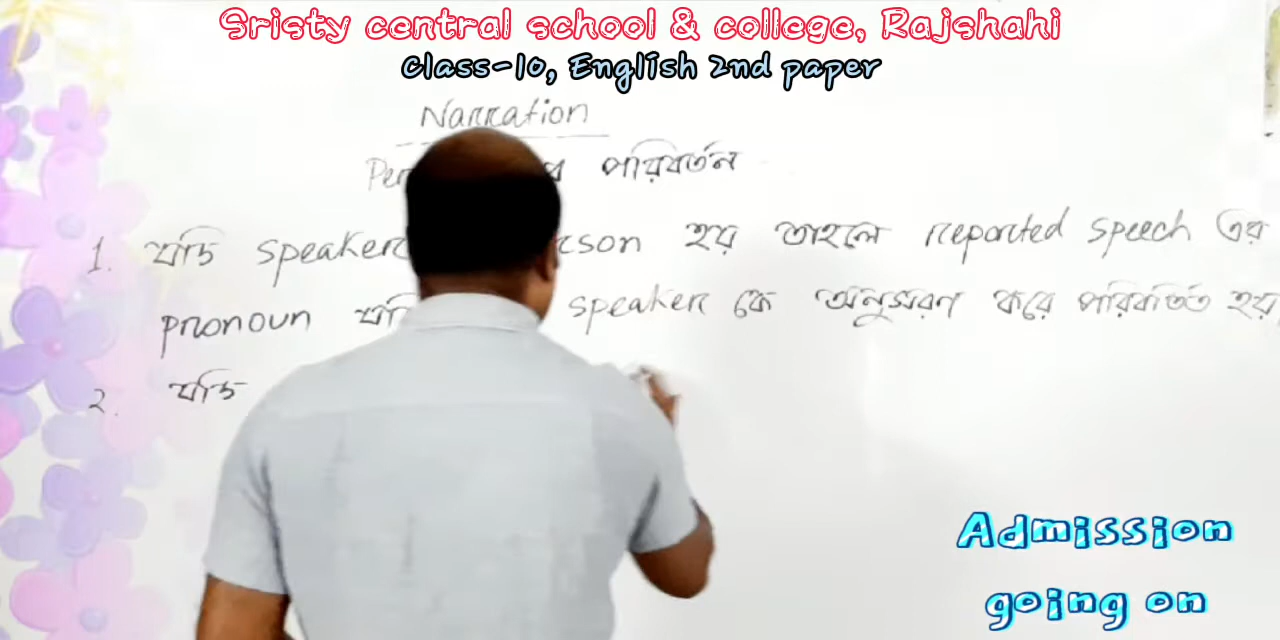 Sristy central school & college, Rajshahi
Class-10, English 2nd paper
Narration
পরিবর্তন
1. যদি speaker হয় তাহলে reported speech এর
pronoun speaker কে অনুসরণ করে পরিবর্তিত হয়।
2. যদি
Admission
going on